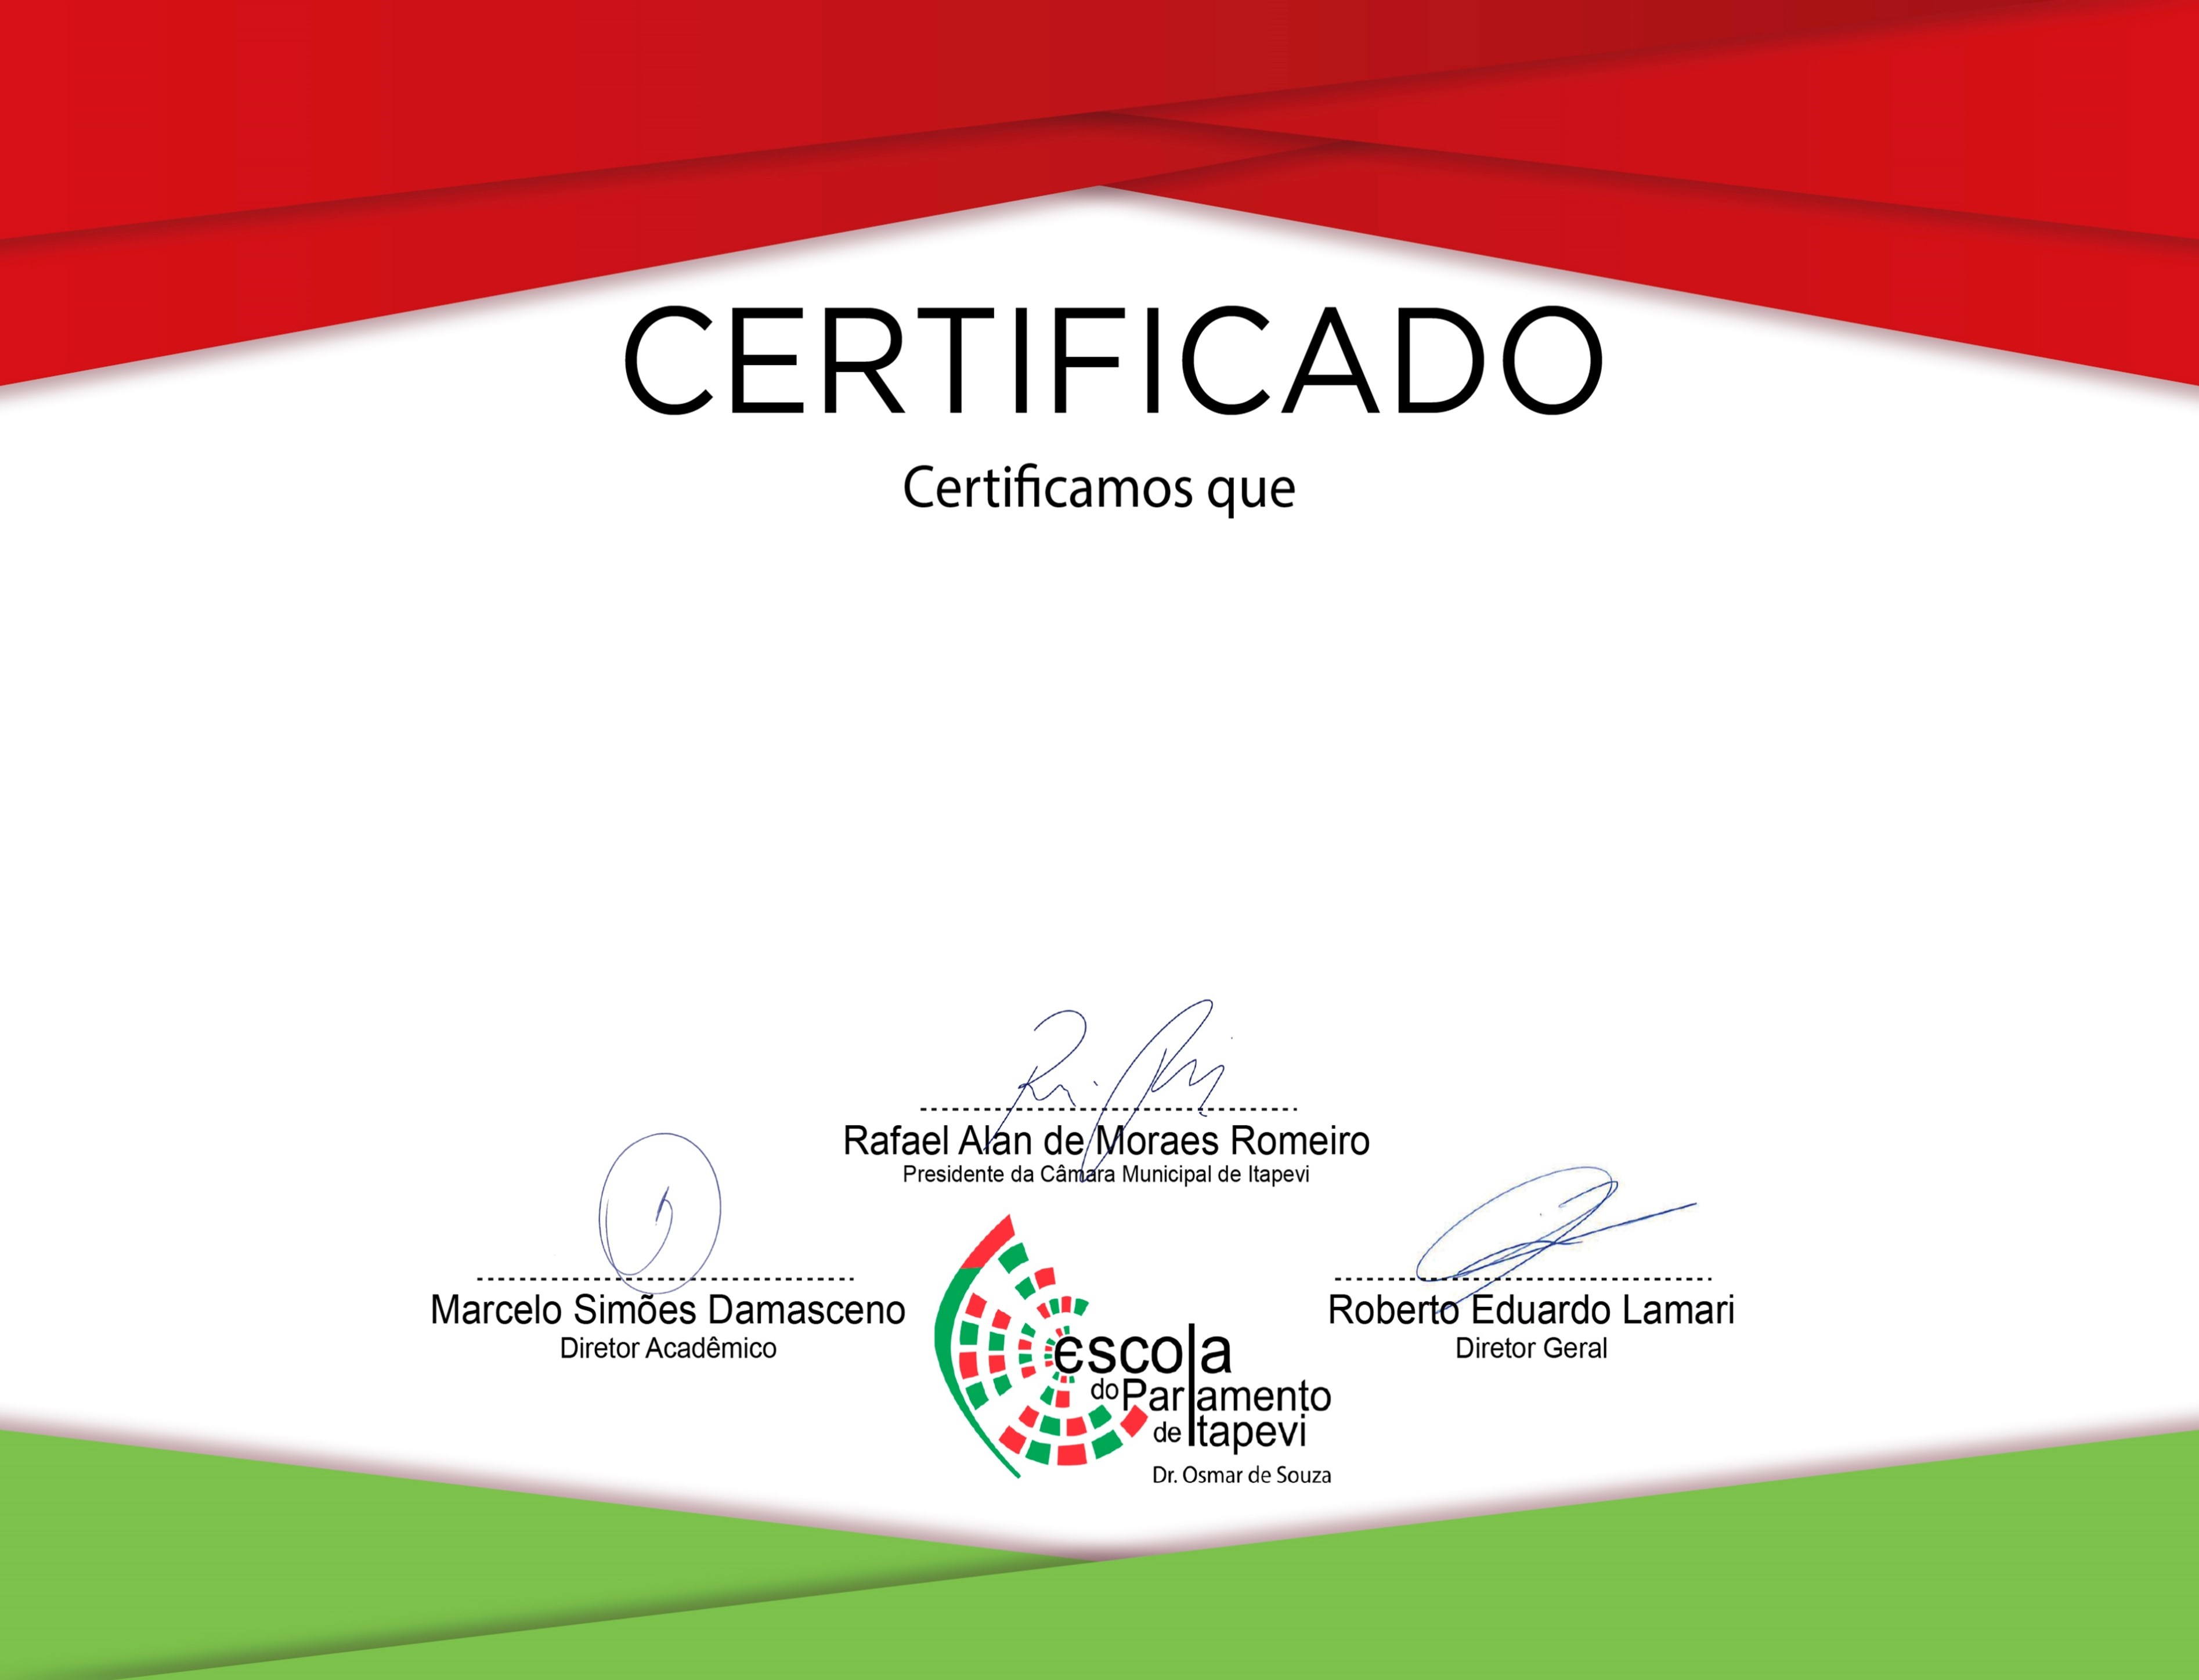 CERTIFICADO
Certificamos que
Rafael Alan de Moraes Romeiro
Presidente da Câmara Municipal de Itapevi
Marcelo Simões Damasceno
Diretor Acadêmico
Roberto Eduardo Lamari
Diretor Geral
escola
do Parlamento
de Itapevi
Dr. Osmar de Souza